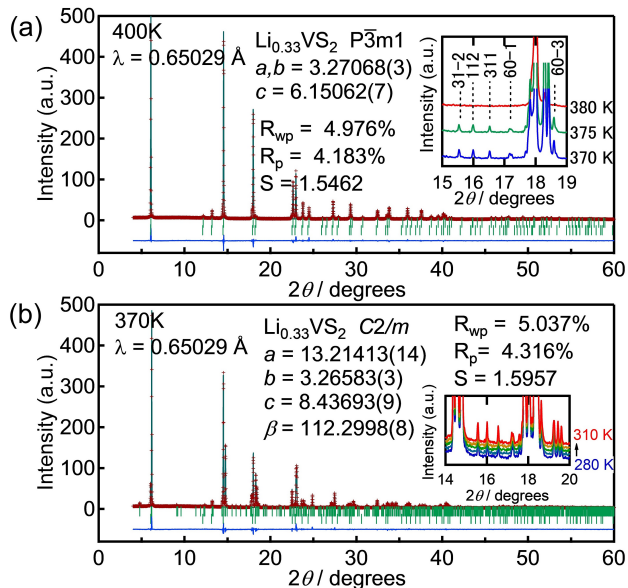 (a)
400K
λ = 0.65029 Å
Li0.33VS2 P3̅m1
a,b = 3.27068(3)
c = 6.15062(7)
Rwp = 4.976%
Rp = 4.183%
S = 1.5462
Intensity (a.u.)
500
400
300
200
100
0
0 10 20 30 40 50 60
2θ / degrees
Intensity (a.u.)
31−2
112
311
60−1
60−3
380 K
375 K
370 K
15 16 17 18 19
2θ / degrees
(b)
370K
λ = 0.65029 Å
Li0.33VS2 C2/m
a = 13.21413(14)
b = 3.26583(3)
c = 8.43693(9)
β = 112.2998(8)
Rwp = 5.037%
Rp= 4.316%
S = 1.5957
Intensity (a.u.)
500
400
300
200
100
0
0 10 20 30 40 50 60
2θ / degrees
Intensity (a.u.)
310 K
280 K
14 16 18 20
2θ / degrees